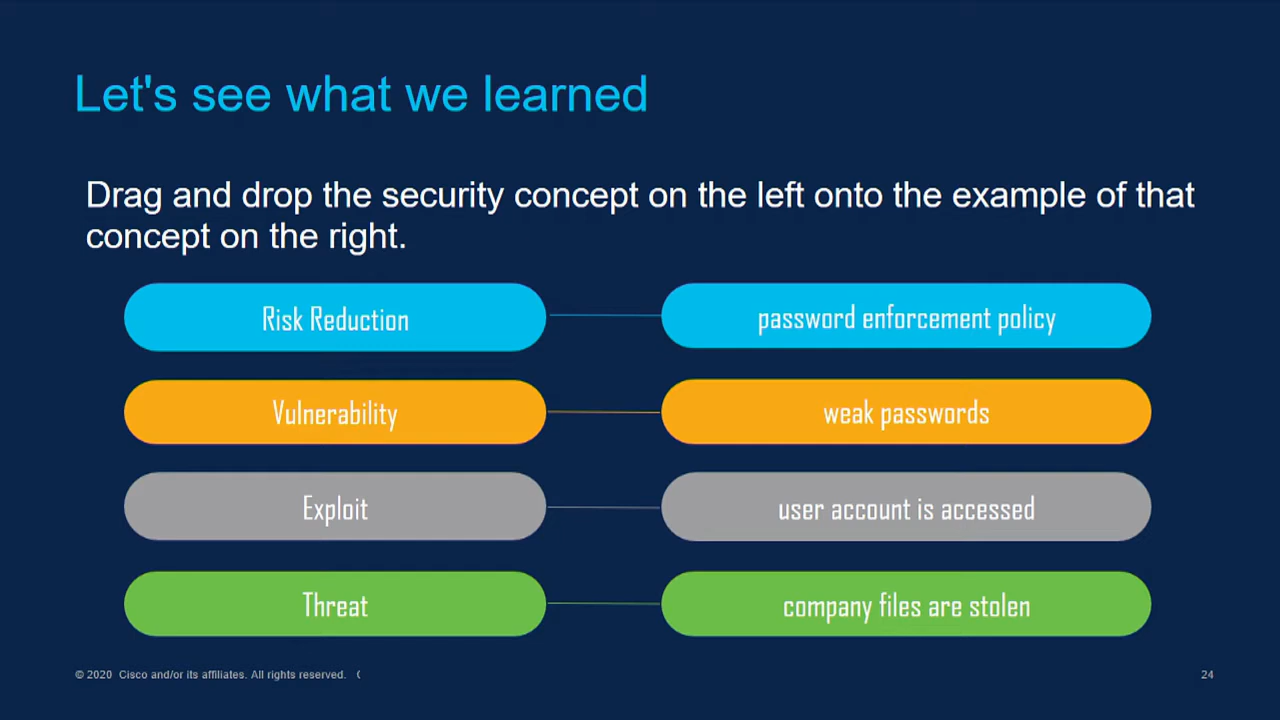 Let's see what we learned
Drag and drop the security concept on the left onto the example of that
concept on the right.
Risk Reduction
password enforcement policy
Vulnerability
weak passwords
Exploit
user account is accessed
Threat
company files are stolen
© 2020 Cisco and/or its affiliates. All rights reserved.
24